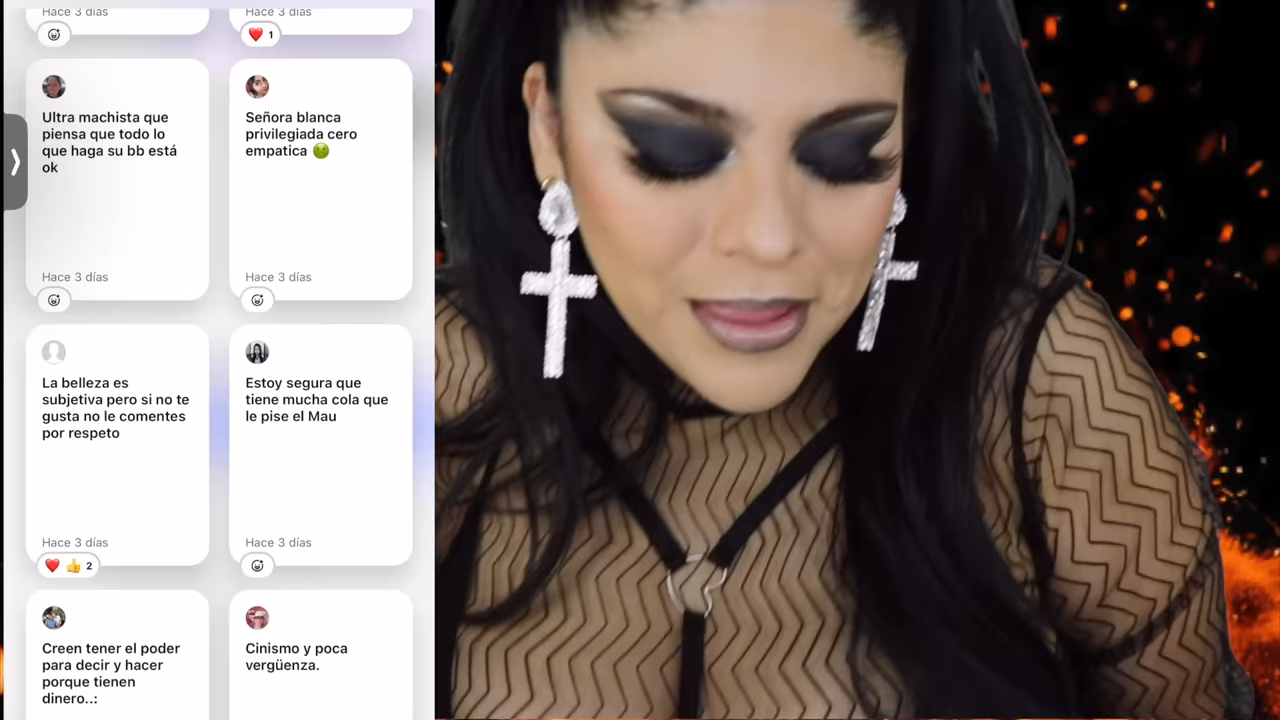 Hace 3 días
Hace 3 días
1
Ultra machista que
piensa que todo lo
que haga su bb está
ok
Hace 3 días
Señora blanca
privilegiada cero
empatica 🤢
Hace 3 días
La belleza es
subjetiva pero si no te
gusta no le comentes
por respeto
Hace 3 días
2
Estoy segura que
tiene mucha cola que
le pise el Mau
Hace 3 días
Creen tener el poder
para decir y hacer
porque tienen
dinero..:
Cinismo y poca
vergüenza.